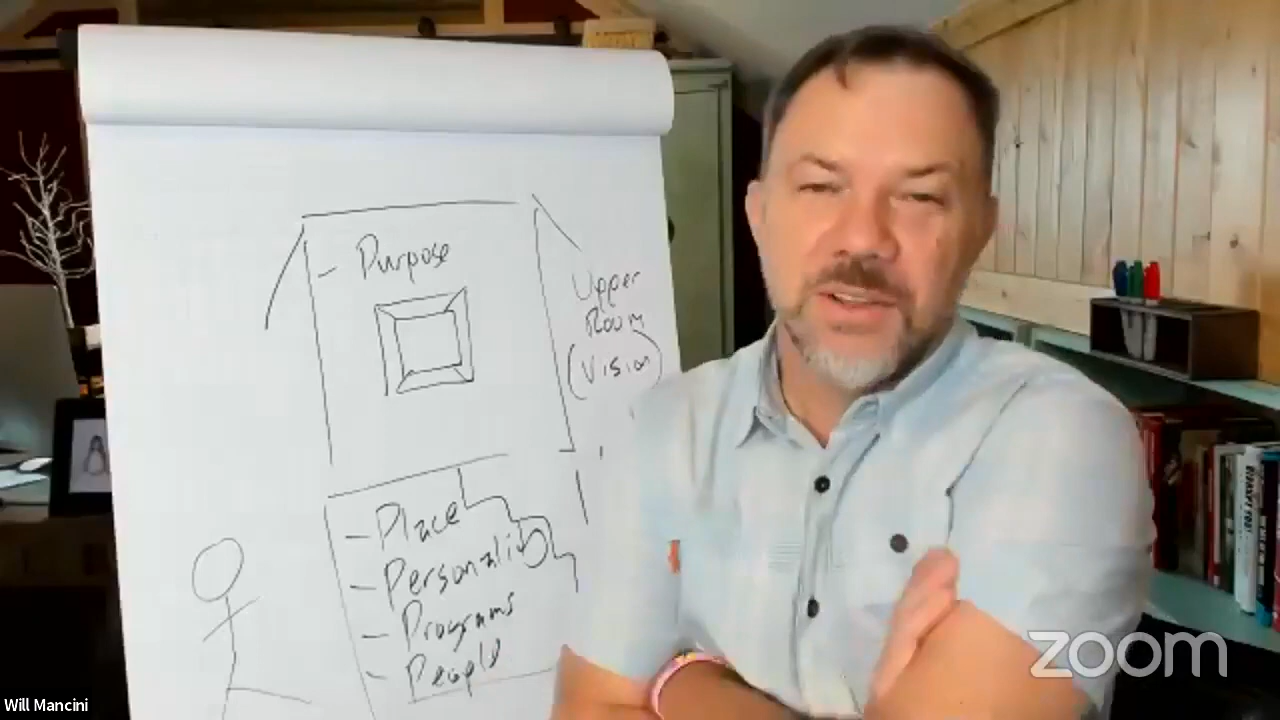 - Purpose
Upper
Room
(Vision)
- Place
- Personality
- Programs
- People
zoom
Will Mancini